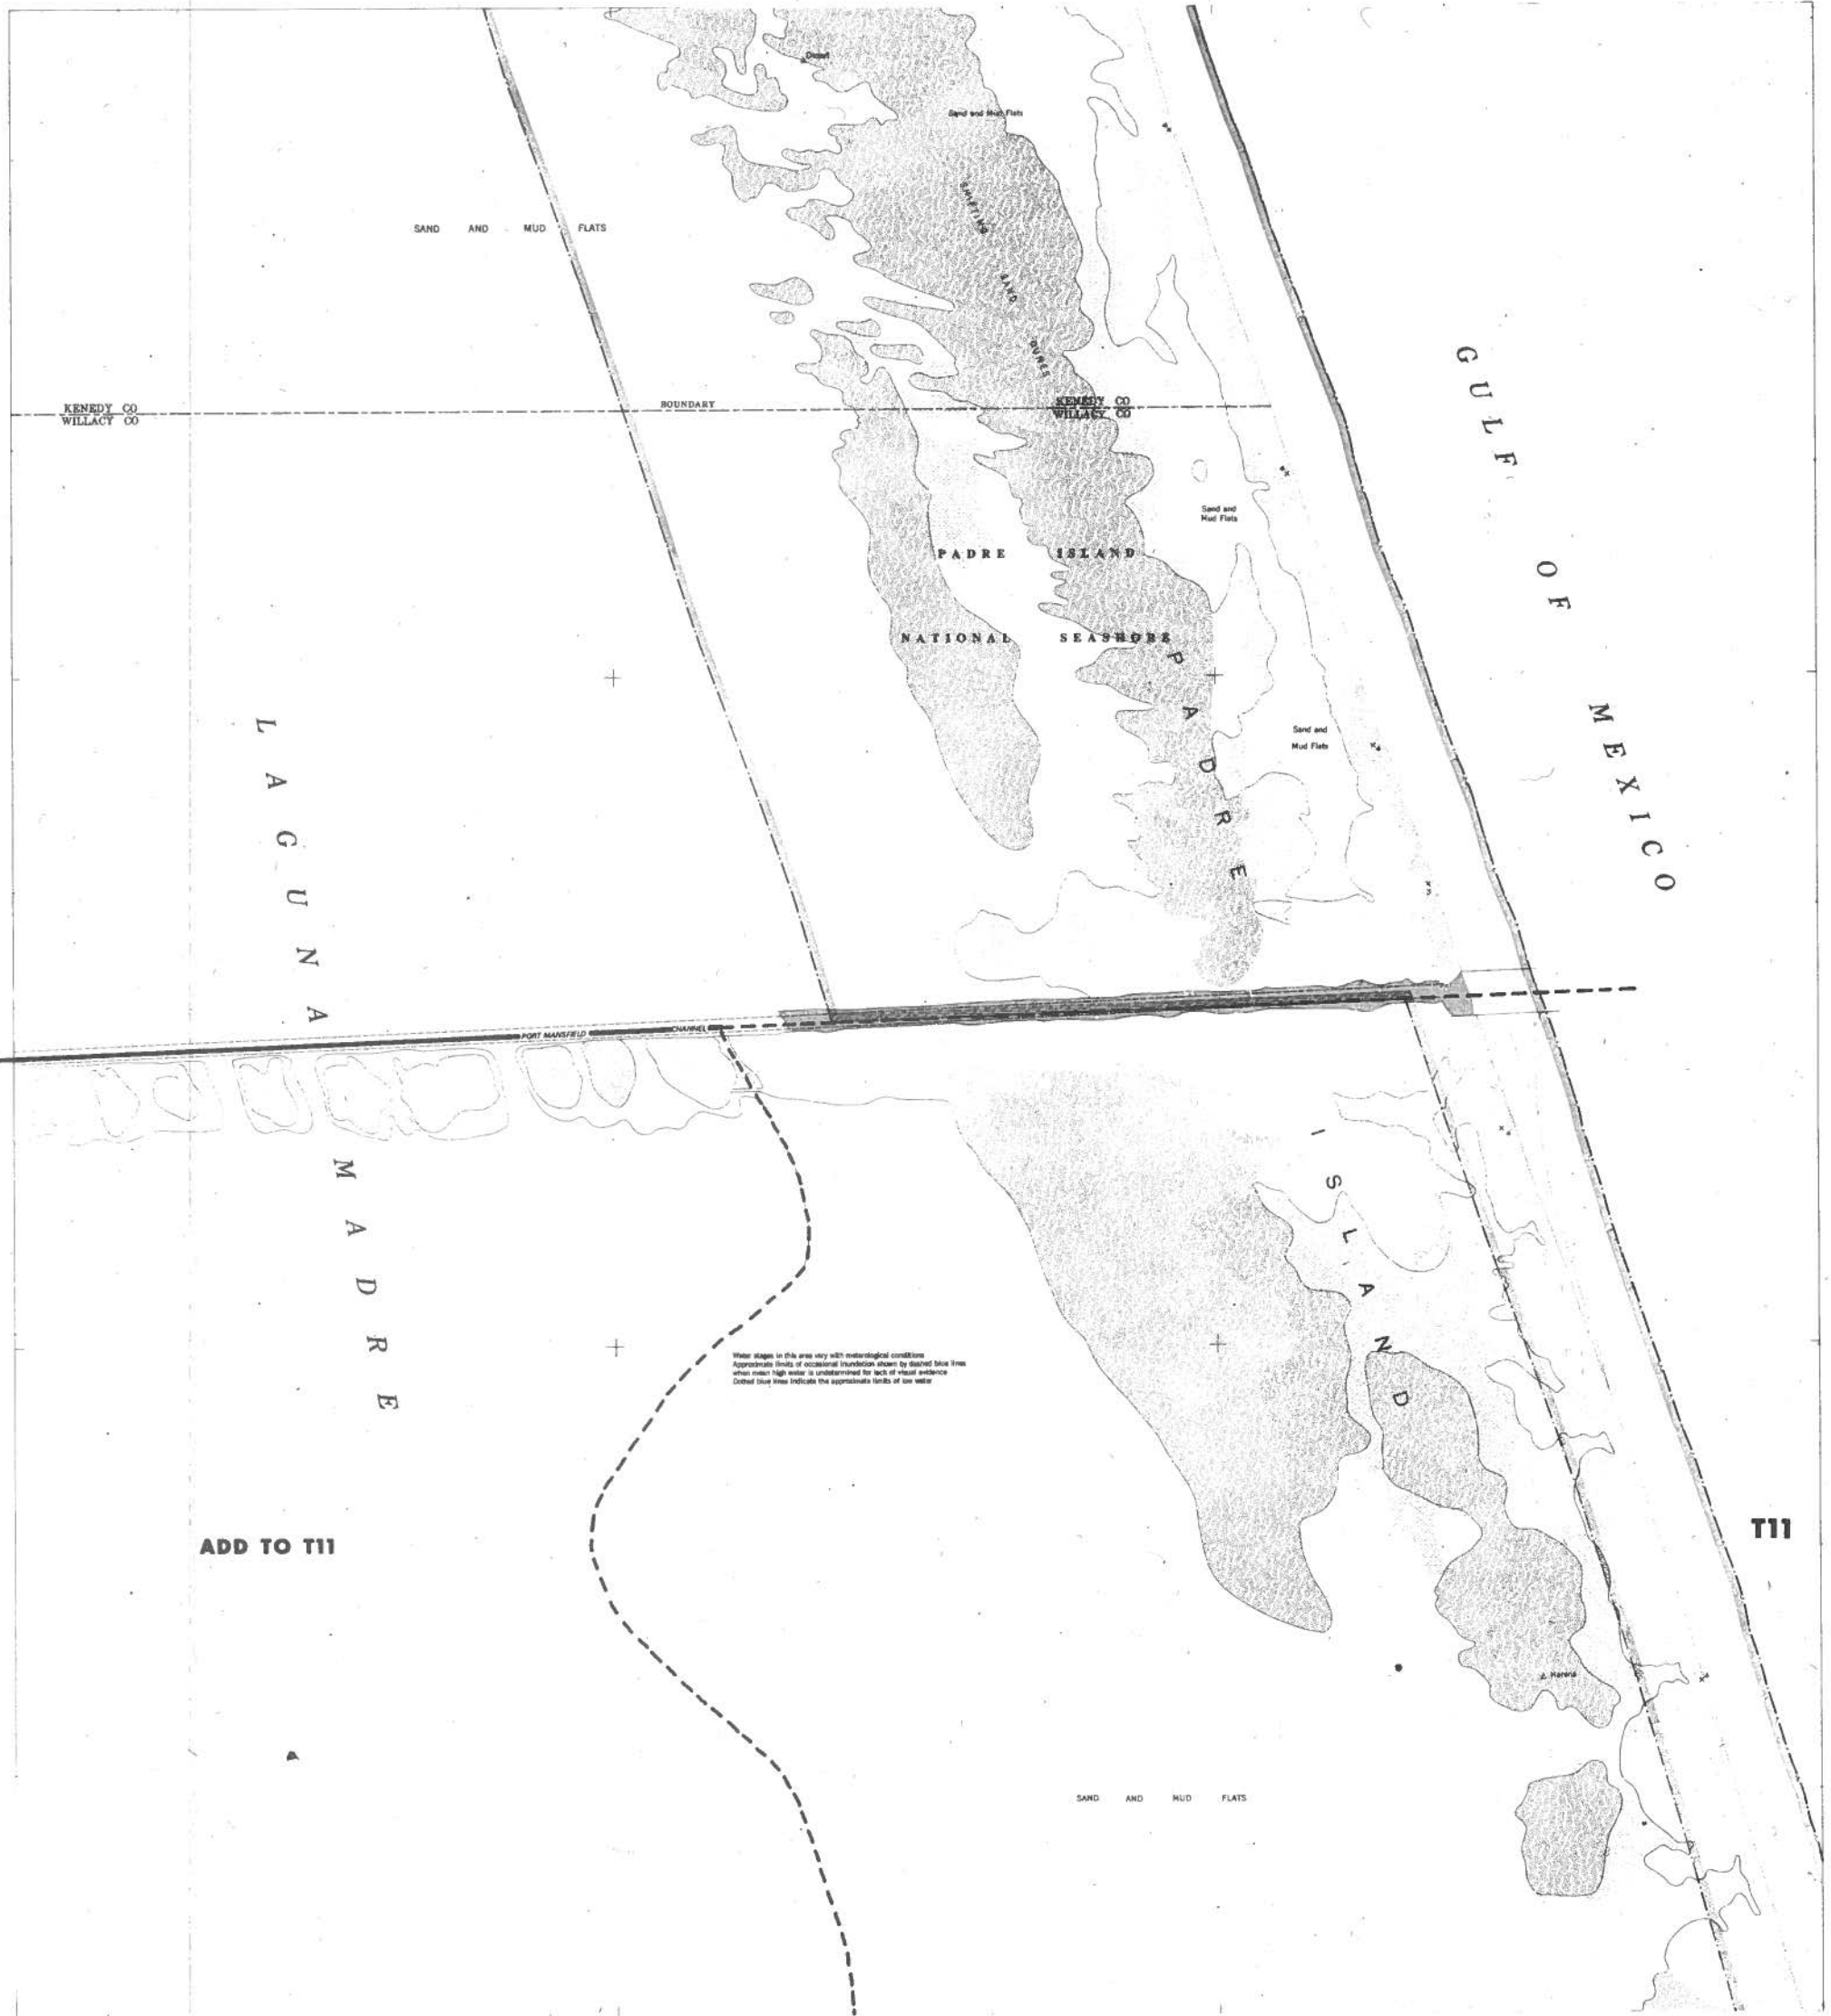 Sand and Mud Flats
SHIFTING SAND DUNES
SAND AND MUD FLATS
GULF OF MEXICO
KENEDY CO
WILLACY CO
BOUNDARY
KENEDY CO
WILLACY CO
Sand and
Mud Flats
PADRE ISLAND
NATIONAL SEASHORE
PADRE ISLAND
Sand and
Mud Flats
LAGUNA MADRE
PORT MANSFIELD CHANNEL
Water stages in this area vary with meterological conditions
Approximate limits of occasional inundation shown by dashed blue lines
when mean high water is undetermined for lack of visual evidence
Dotted blue lines indicate the approximate limits of low water
ADD TO T11
T11
SAND AND MUD FLATS